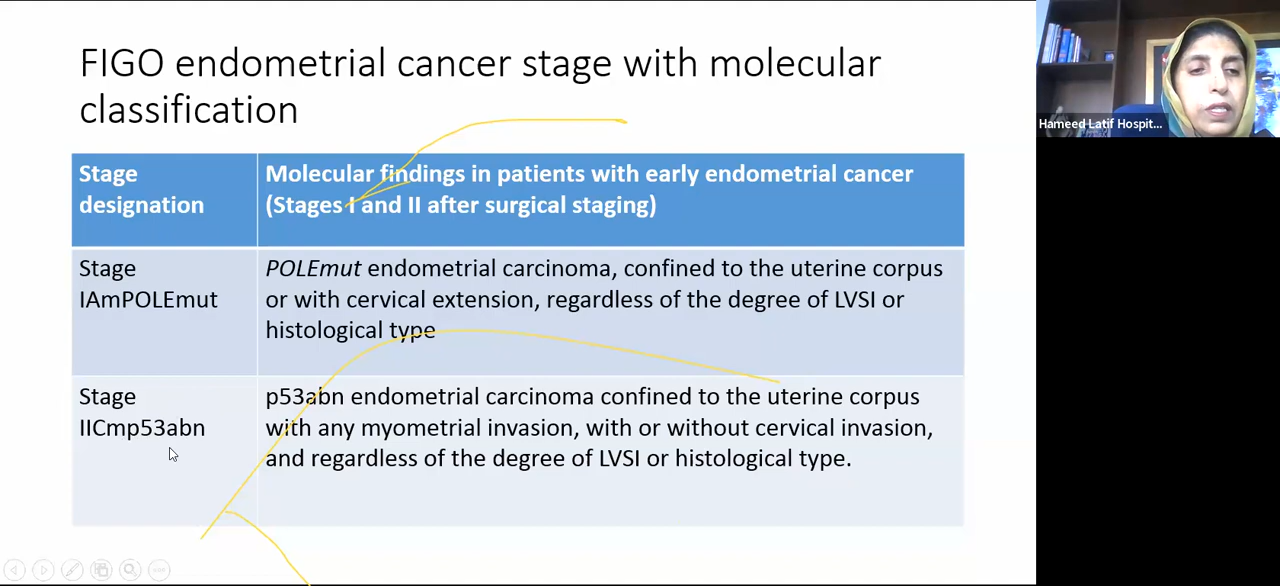 FIGO endometrial cancer stage with molecular
classification
Stage
designation
Molecular findings in patients with early endometrial cancer
(Stages I and II after surgical staging)
Stage
IAmPOLEmut
POLEmut endometrial carcinoma, confined to the uterine corpus
or with cervical extension, regardless of the degree of LVSI or
histological type
Stage
IICmp53abn
p53abn endometrial carcinoma confined to the uterine corpus
with any myometrial invasion, with or without cervical invasion,
and regardless of the degree of LVSI or histological type.
Hameed Latif Hospit...